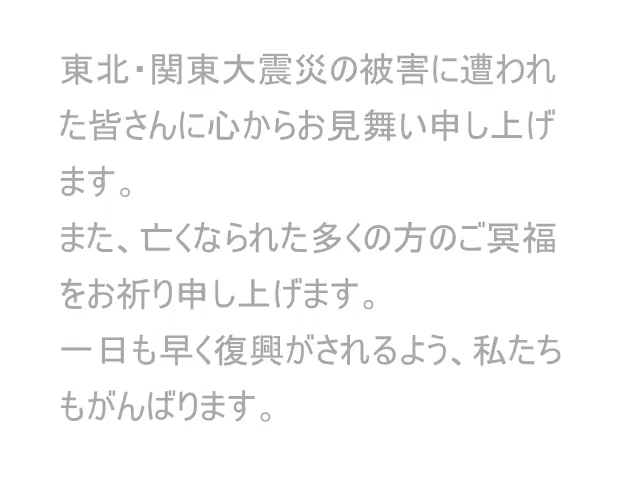 東北・関東大震災の被害に遭われ
た皆さんに心からお見舞い申し上げ
ます。
また、亡くなられた多くの方のご冥福
をお祈り申し上げます。
一日も早く復興がされるよう、私たち
もがんばります。